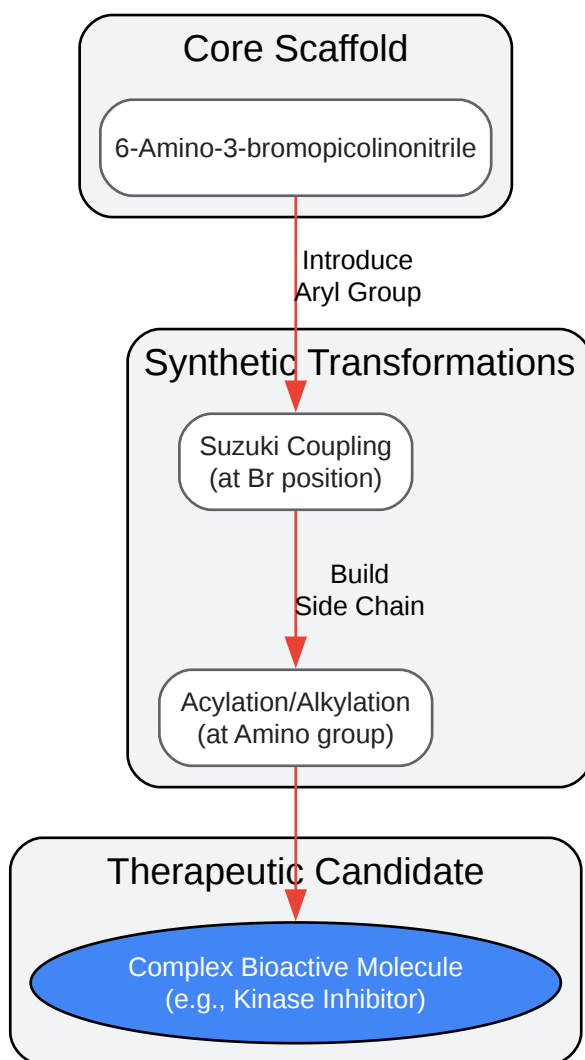 Core Scaffold
6-Amino-3-bromopicolinonitrile
Introduce
Aryl Group
Synthetic Transformations
Suzuki Coupling
(at Br position)
Build
Side Chain
Acylation/Alkylation
(at Amino group)
Therapeutic Candidate
Complex Bioactive Molecule
(e.g., Kinase Inhibitor)